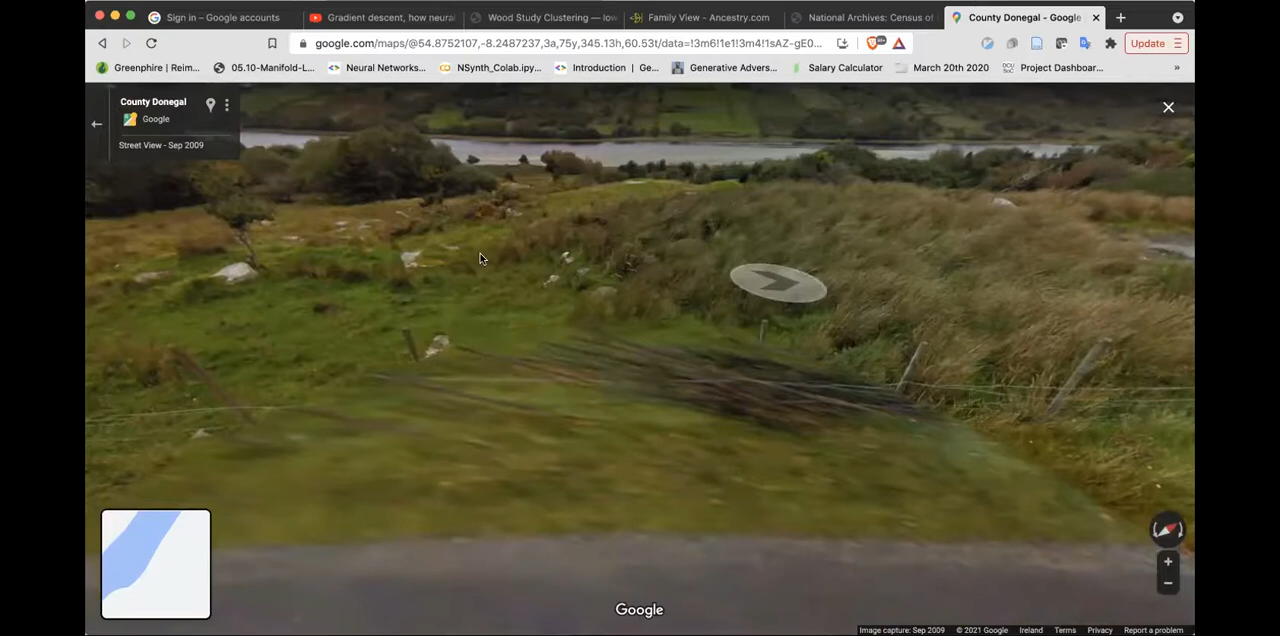 Sign in – Google accounts
Gradient descent, how neural
Wood Study Clustering — low
Family View - Ancestry.com
National Archives: Census of
County Donegal - Google
google.com/maps/@54.8752107,-8.2487237,3a,75y,345.13h,60.53t/data=!3m6!1e1!3m4!1sAZ-gE0...
Update
Greenphire | Reim...
05.10-Manifold-L...
Neural Networks...
NSynth_Colab.ipy...
Introduction | Ge...
Generative Advers...
Salary Calculator
March 20th 2020
Project Dashboar...
»
County Donegal
Google
Street View - Sep 2009
Google
Image capture: Sep 2009 © 2021 Google Ireland Terms Privacy Report a problem